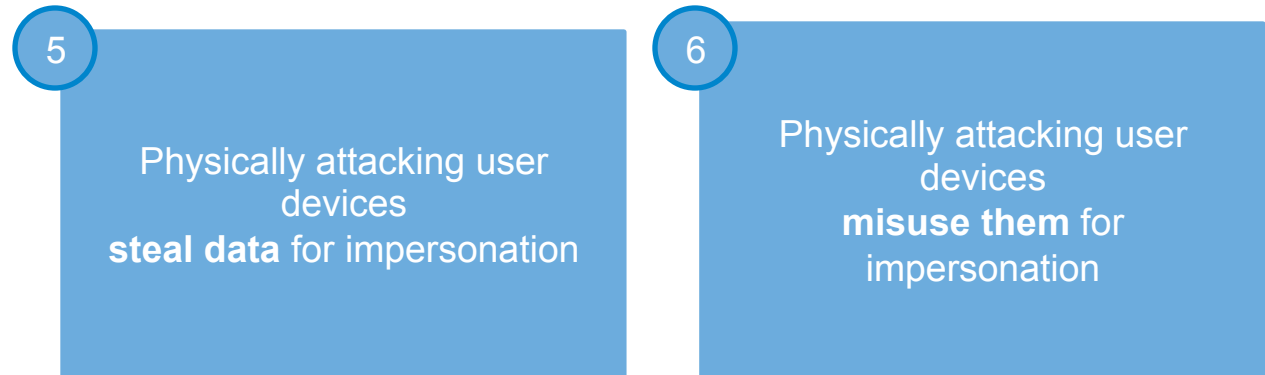 5
Physically attacking user
devices
steal data for impersonation
6
Physically attacking user
devices
misuse them for
impersonation